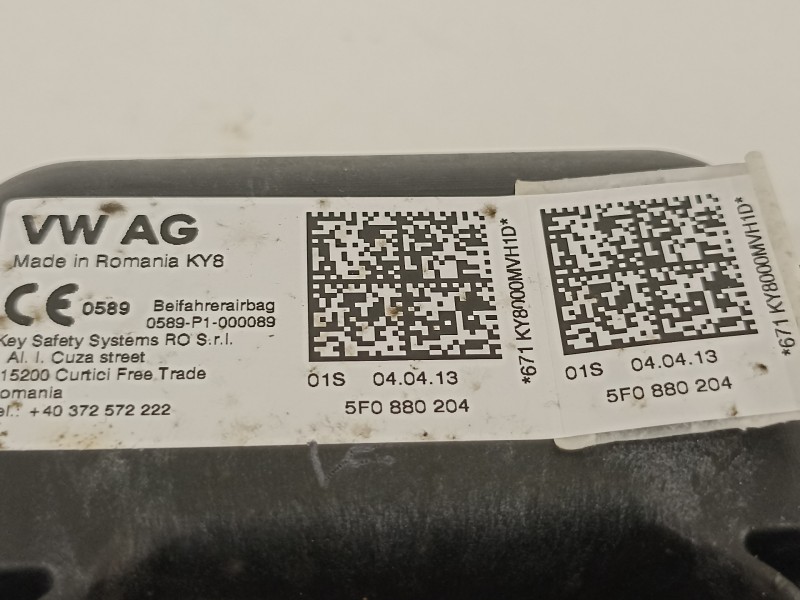 VW AG
Made in Romania KY8
CE 0589 Beifahrerairbag
0589-P1-000089
Key Safety Systems RO S.r.l.
Al. I. Cuza street
15200 Curtici Free Trade
omania
el.: +40 372 572 222
01S 04.04.13
5F0 880 204
*671 KY8000MVH1D*
01S 04.04.13
5F0 880 204
*671 KY8000MVH1D*